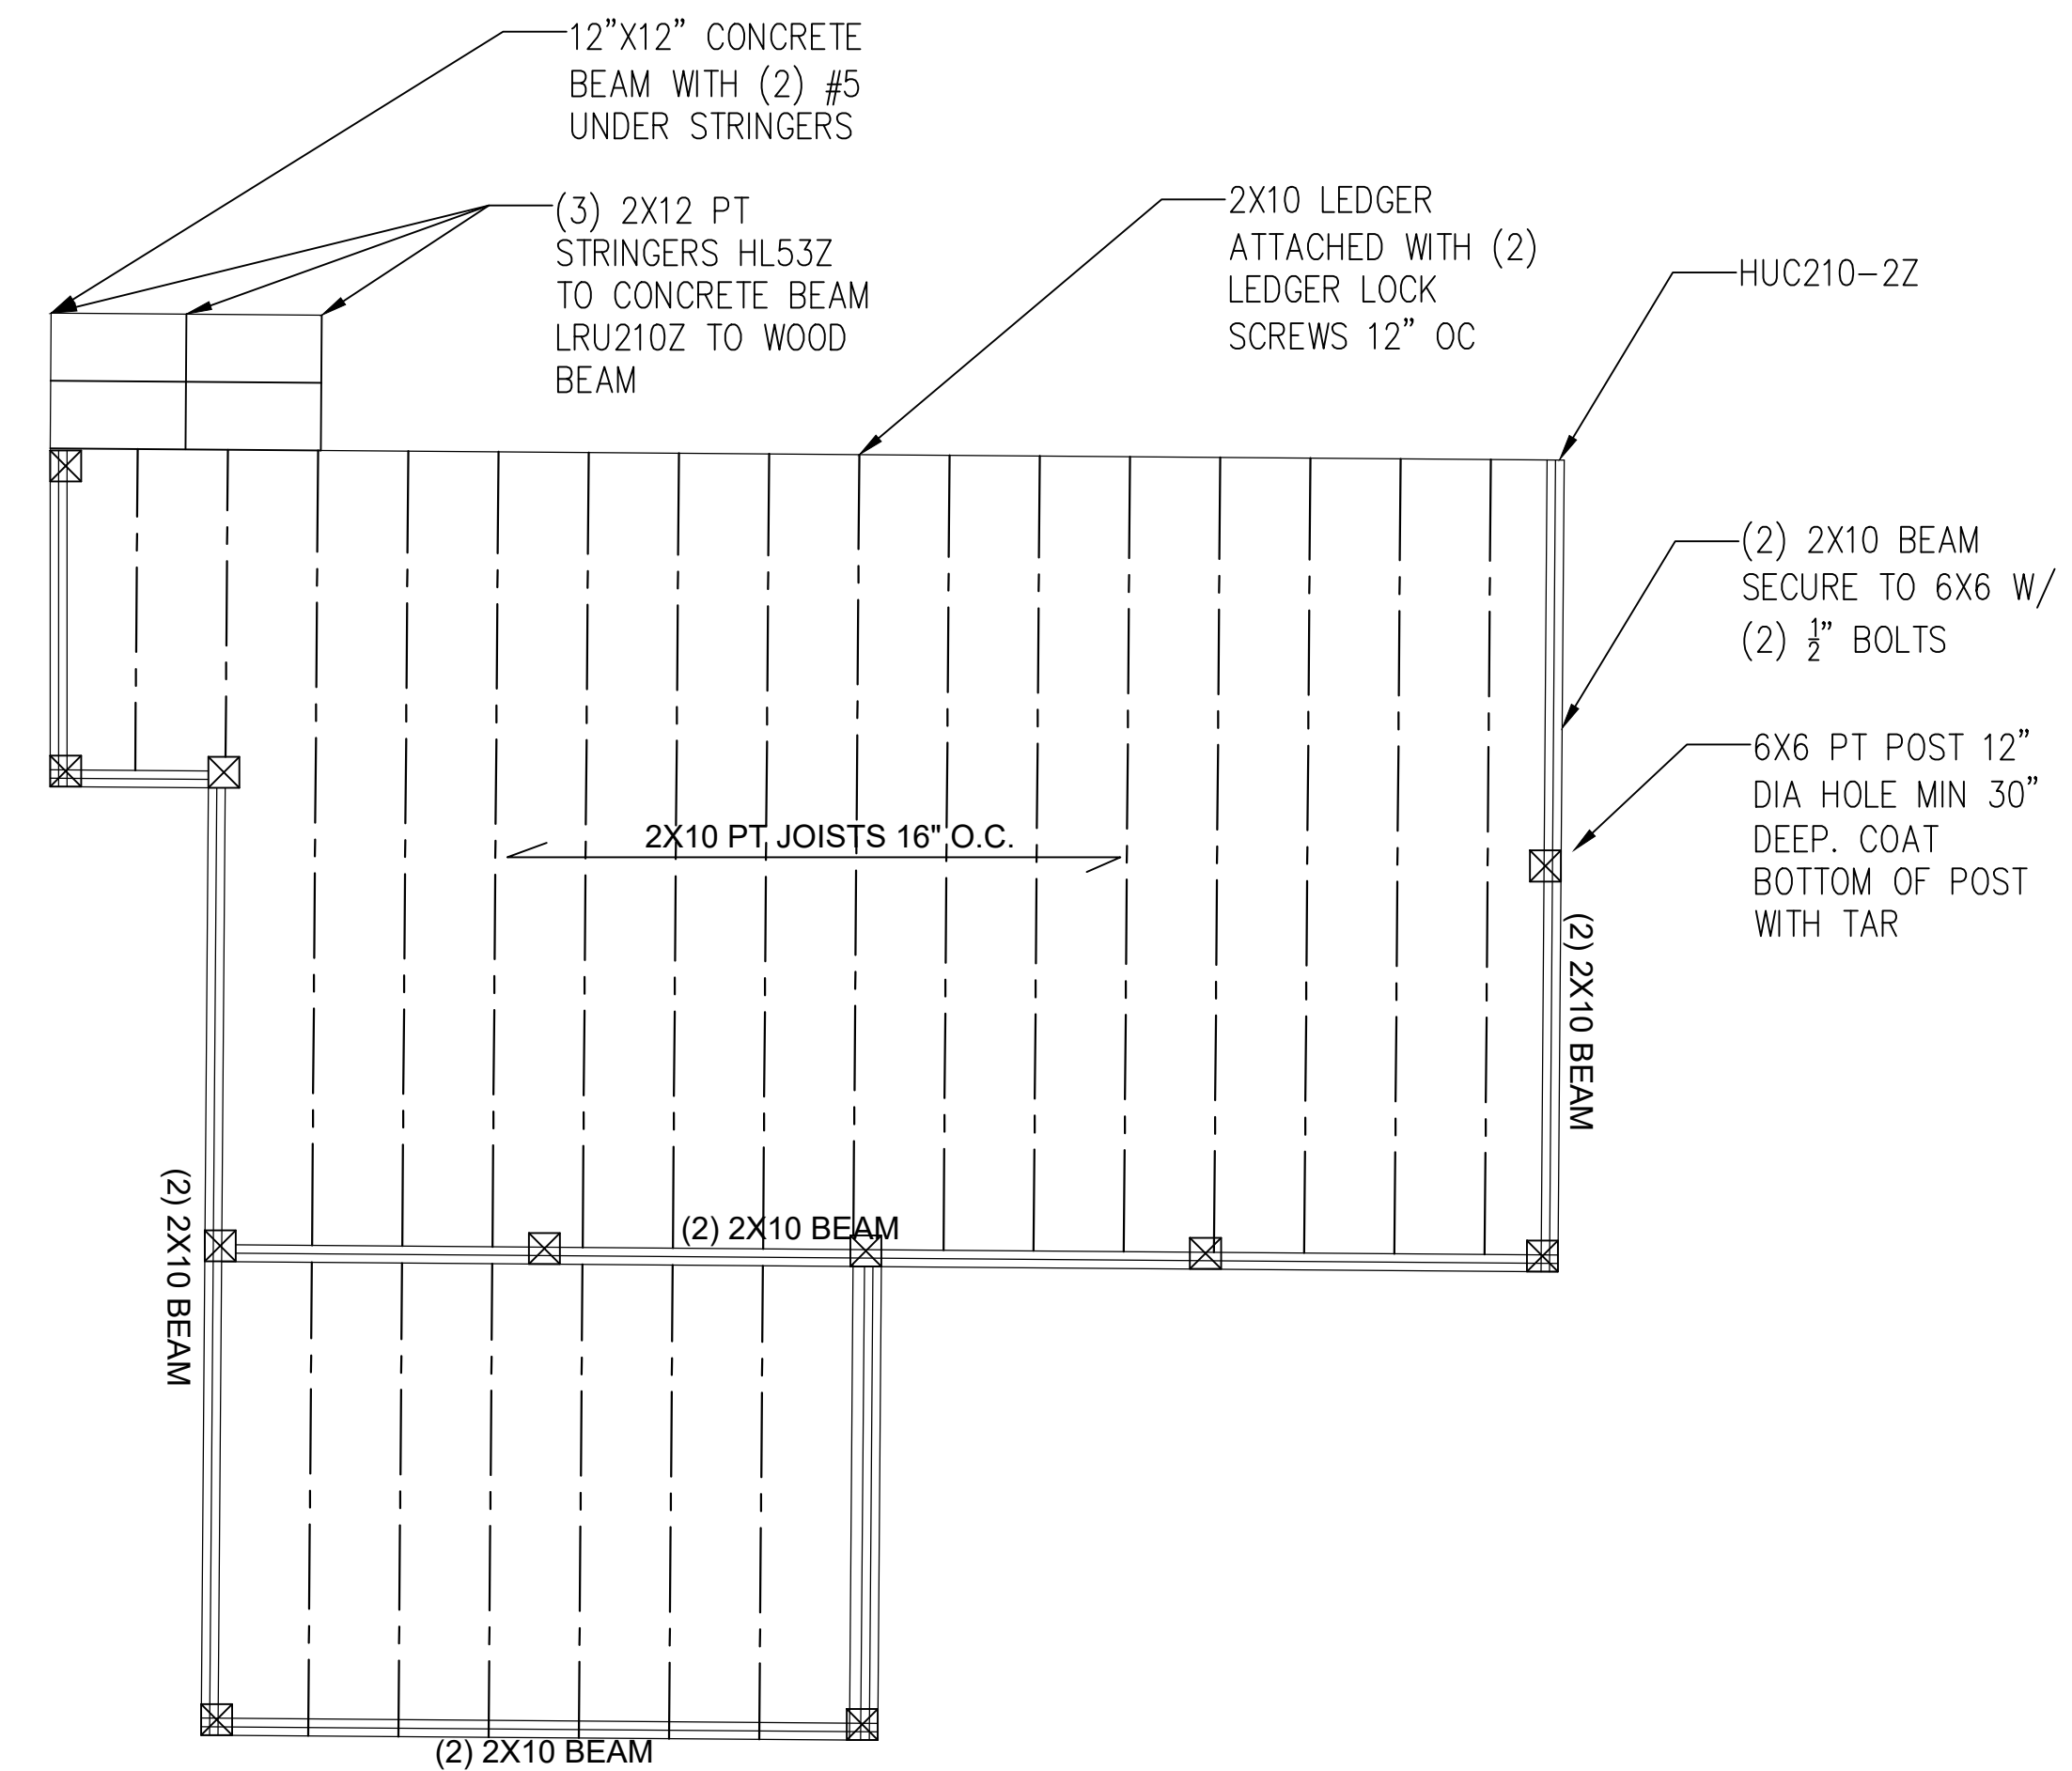 12"X12" CONCRETE
BEAM WITH (2) #5
UNDER STRINGERS
(3) 2X12 PT
STRINGERS HL53Z
TO CONCRETE BEAM
LRU210Z TO WOOD
BEAM
2X10 LEDGER
ATTACHED WITH (2)
LEDGER LOCK
SCREWS 12" OC
HUC210-2Z
(2) 2X10 BEAM
SECURE TO 6X6 W/
(2) ½" BOLTS
6X6 PT POST 12"
DIA HOLE MIN 30"
DEEP. COAT
BOTTOM OF POST
WITH TAR
2X10 PT JOISTS 16" O.C.
(2) 2X10 BEAM
(2) 2X10 BEAM
(2) 2X10 BEAM
(2) 2X10 BEAM